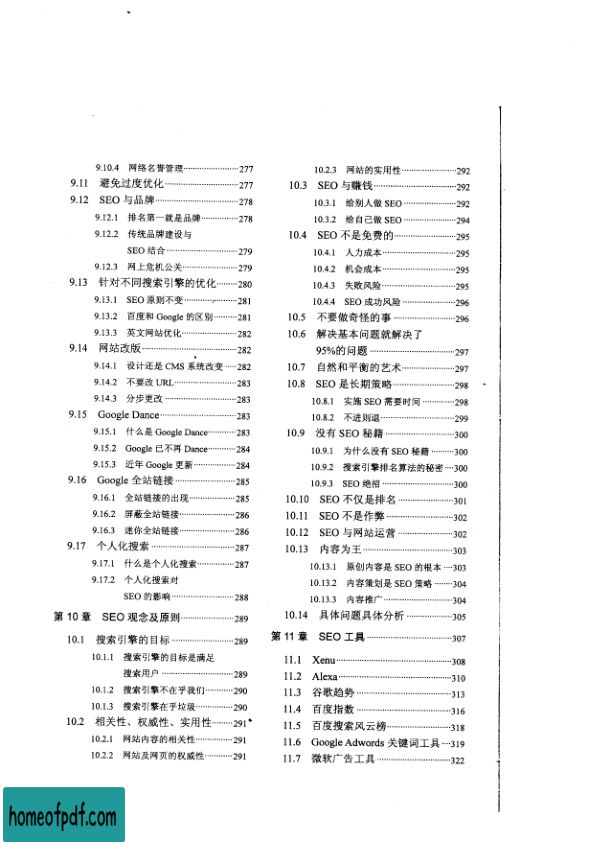 9.10.4 网络名誉管理……277
9.11 避免过度优化……277
9.12 SEO 与品牌……278
9.12.1 排名第一就是品牌……278
9.12.2 传统品牌建设与
SEO 结合……279
9.12.3 网上危机公关……279
9.13 针对不同搜索引擎的优化……280
9.13.1 SEO 原则不变……281
9.13.2 百度和 Google 的区别……281
9.13.3 英文网站优化……282
9.14 网站改版……282
9.14.1 设计还是 CMS 系统改变……282
9.14.2 不要改 URL……283
9.14.3 分步更改……283
9.15 Google Dance……283
9.15.1 什么是 Google Dance……283
9.15.2 Google 已不再 Dance……284
9.15.3 近年 Google 更新……284
9.16 Google 全站链接……285
9.16.1 全站链接的出现……285
9.16.2 屏蔽全站链接……286
9.16.3 迷你全站链接……286
9.17 个人化搜索……287
9.17.1 什么是个人化搜索……287
9.17.2 个人化搜索对
SEO 的影响……288
第 10 章 SEO 观念及原则……289
10.1 搜索引擎的目标……289
10.1.1 搜索引擎的目标是满足
搜索用户……289
10.1.2 搜索引擎不在乎我们……290
10.1.3 搜索引擎在乎垃圾……290
10.2 相关性、权威性、实用性……291
10.2.1 网站内容的相关性……291
10.2.2 网站及网页的权威性……291
10.2.3 网站的实用性……292
10.3 SEO 与赚钱……292
10.3.1 给别人做 SEO……292
10.3.2 给自己做 SEO……294
10.4 SEO 不是免费的……295
10.4.1 人力成本……295
10.4.2 机会成本……295
10.4.3 失败风险……295
10.4.4 SEO 成功风险……296
10.5 不要做奇怪的事……296
10.6 解决基本问题就解决了
95%的问题……297
10.7 自然和平衡的艺术……297
10.8 SEO 是长期策略……298
10.8.1 实施 SEO 需要时间……298
10.8.2 不进则退……299
10.9 没有 SEO 秘籍……300
10.9.1 为什么没有 SEO 秘籍……300
10.9.2 搜索引擎排名算法的秘密……300
10.9.3 SEO 绝招……300
10.10 SEO 不仅是排名……301
10.11 SEO 不是作弊……302
10.12 SEO 与网站运营……302
10.13 内容为王……303
10.13.1 原创内容是 SEO 的根本……303
10.13.2 内容策划是 SEO 策略……304
10.13.3 内容推广……304
10.14 具体问题具体分析……305
第 11 章 SEO 工具……307
11.1 Xenu……308
11.2 Alexa……310
11.3 谷歌趋势……313
11.4 百度指数……316
11.5 百度搜索风云榜……318
11.6 Google Adwords 关键词工具……319
11.7 微软广告工具……322
homeofpdf.com